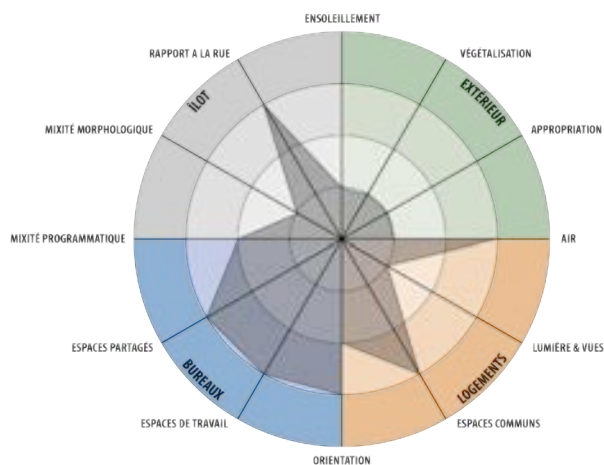 ENSOLEILLEMENT
RAPPORT A LA RUE
VÉGÉTALISATION
ÎLOT
EXTÉRIEUR
MIXITÉ MORPHOLOGIQUE
APPROPRIATION
MIXITÉ PROGRAMMATIQUE
AIR
ESPACES PARTAGÉS
LUMIÈRE & VUES
BUREAUX
LOGEMENTS
ESPACES DE TRAVAIL
ESPACES COMMUNS
ORIENTATION